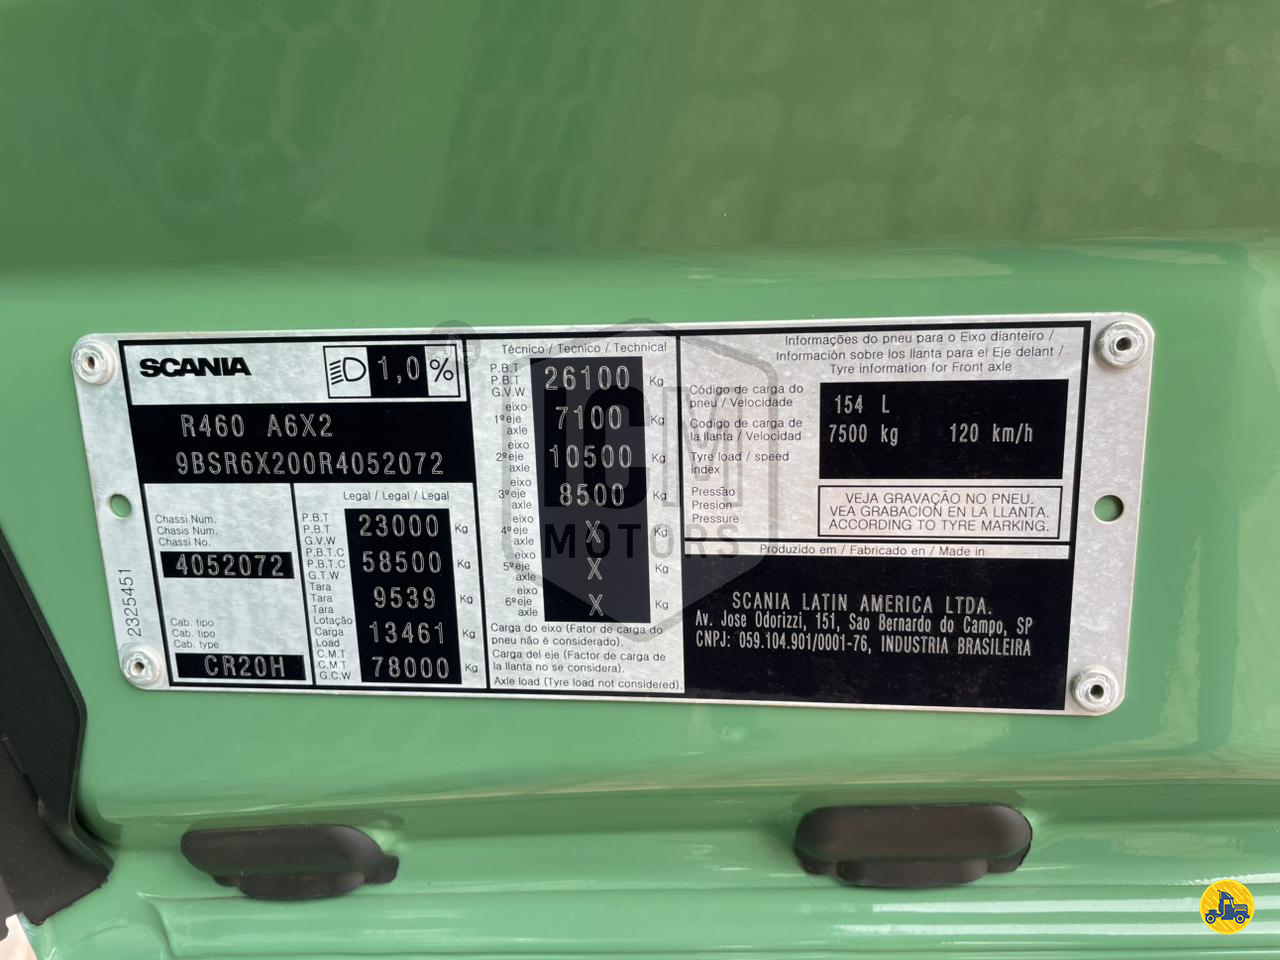 SCANIA
1,0 %
R460 A6X2
9BSR6X200R4052072
Chassi Num.
Chasis Num.
Chassi No.
4052072
Cab. tipo
Cab. tipo
Cab. type
CR20H
2325451
Legal / Legal / Legal
P.B.T
P.B.T
G.V.W
23000 Kg
P.B.T.C
P.B.T.C
G.T.W
58500
Tara
Tara
Tara
9539 Kg
Lotação
Carga
Load
13461 Kg
C.M.T
C.M.T
G.C.W
78000 Kg
Técnico / Tecnico / Technical
P.B.T
P.B.T
G.V.W
26100 Kg
eixo
1ºeje
axle
7100 Kg
eixo
2ºeje
axle
10500 Kg
eixo
3ºeje
axle
8500 Kg
eixo
4ºeje
axle
X Kg
eixo
5ºeje
axle
X Kg
eixo
6ºeje
axle
X Kg
Carga do eixo (Fator de carga do
pneu não é considerado).
Carga del eje (Factor de carga de
la llanta no se considera).
Axle load (Tyre load not considered).
Informações do pneu para o Eixo dianteiro /
Información sobre los llanta para el Eje delant /
Tyre information for Front axle
Código de carga do
pneu / Velocidade
Codigo de carga de
la llanta / Velocidad
Tyre load / speed
index
154 L
7500 kg 120 km/h
Pressão
Presion
Pressure
VEJA GRAVAÇÃO NO PNEU.
VEA GRABACIÓN EN LA LLANTA.
ACCORDING TO TYRE MARKING.
Produzido em / Fabricado en / Made in
SCANIA LATIN AMERICA LTDA.
Av. Jose Odorizzi, 151, Sao Bernardo do Campo, SP
CNPJ: 059.104.901/0001-76, INDUSTRIA BRASILEIRA
MOTORS